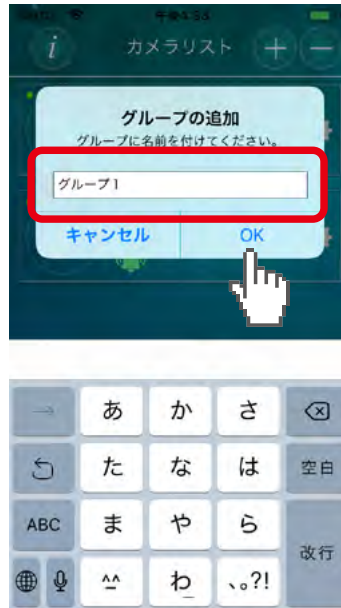 カメラリスト
グループの追加
グループに名前を付けてください。
グループ1
キャンセル OK
→ あ か さ
た な は 空白
ABC ま や ら
改行
^^ わ_ 、。?!